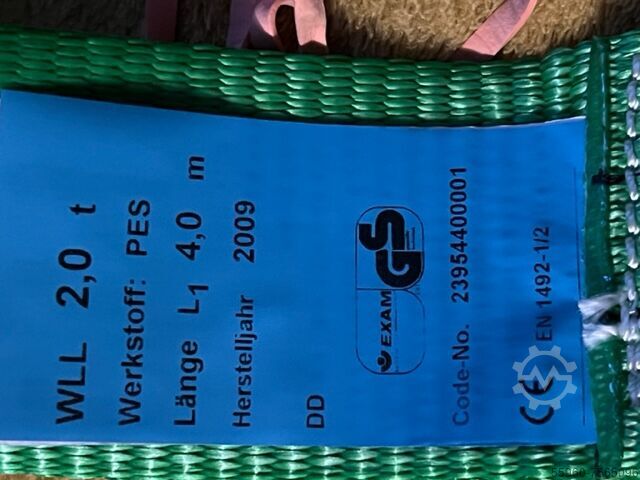 WLL 2,0 t
Werkstoff: PES
Länge L1 4,0 m
Herstelljahr 2009
DD
EXAM
GS
Code-No. 23954400001
CE EN 1492-1/2